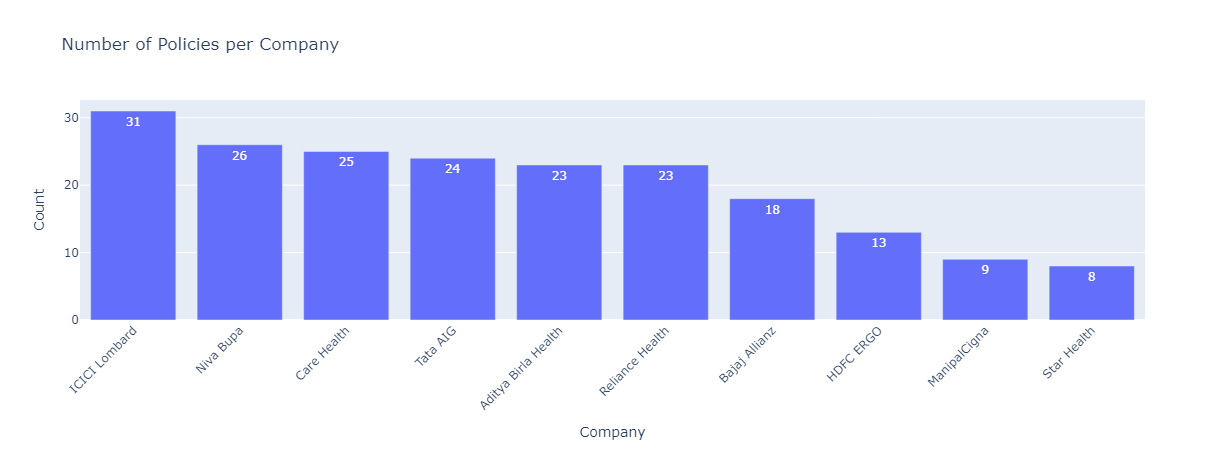 Number of Policies per Company
Count
30
20
10
0
31
26
25
24
23
23
18
13
9
8
ICICI Lombard
Niva Bupa
Care Health
Tata AIG
Aditya Birla Health
Reliance Health
Bajaj Allianz
HDFC ERGO
ManipalCigna
Star Health
Company